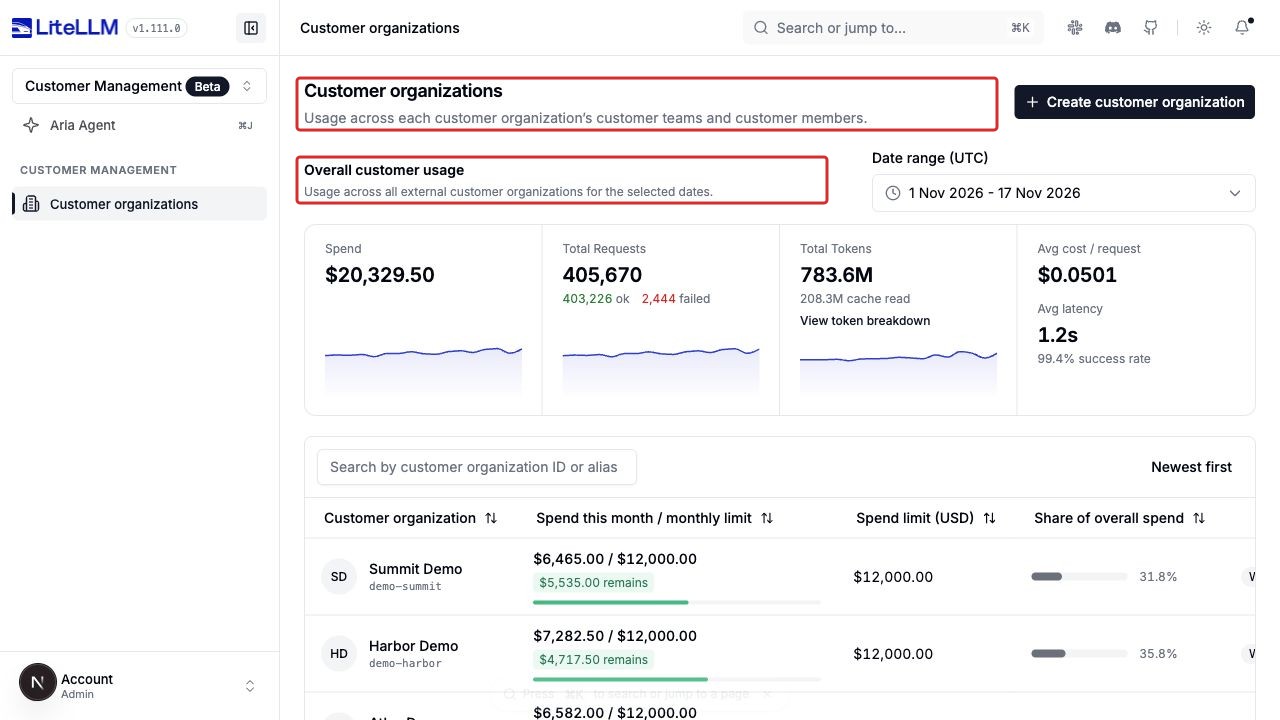 LiteLLM v1.111.0
Customer organizations
Search or jump to... ⌘K
Customer Management Beta
Aria Agent ⌘J
CUSTOMER MANAGEMENT
Customer organizations
Account
Admin
Customer organizations
Usage across each customer organization's customer teams and customer members.
+ Create customer organization
Overall customer usage
Usage across all external customer organizations for the selected dates.
Date range (UTC)
1 Nov 2026 - 17 Nov 2026
Spend
$20,329.50
Total Requests
405,670
403,226 ok 2,444 failed
Total Tokens
783.6M
208.3M cache read
View token breakdown
Avg cost / request
$0.0501
Avg latency
1.2s
99.4% success rate
Search by customer organization ID or alias
Newest first
Customer organization Spend this month / monthly limit Spend limit (USD) Share of overall spend
SD Summit Demo
demo-summit
$6,465.00 / $12,000.00
$5,535.00 remains
$12,000.00
31.8%
HD Harbor Demo
demo-harbor
$7,282.50 / $12,000.00
$4,717.50 remains
$12,000.00
35.8%
Press ⌘K to search or jump to a page
$6,582.00 / $12,000.00